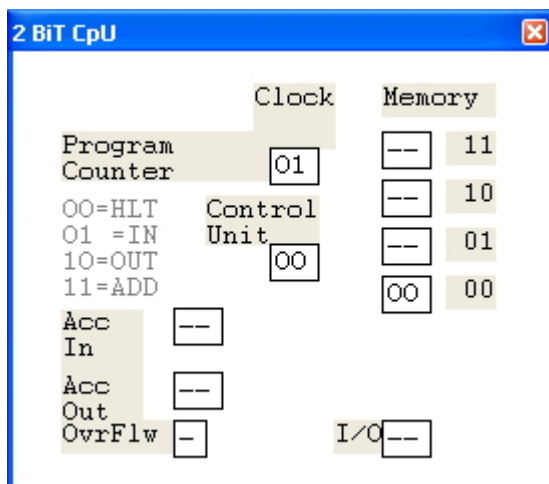 2 BiT CpU
Clock
Memory
Program
Counter
01
-- 11
-- 10
-- 01
00 00
00=HLT
01 =IN
10=OUT
11=ADD
Control
Unit
00
Acc
In
--
Acc
Out
--
OvrFlw -
I/O --